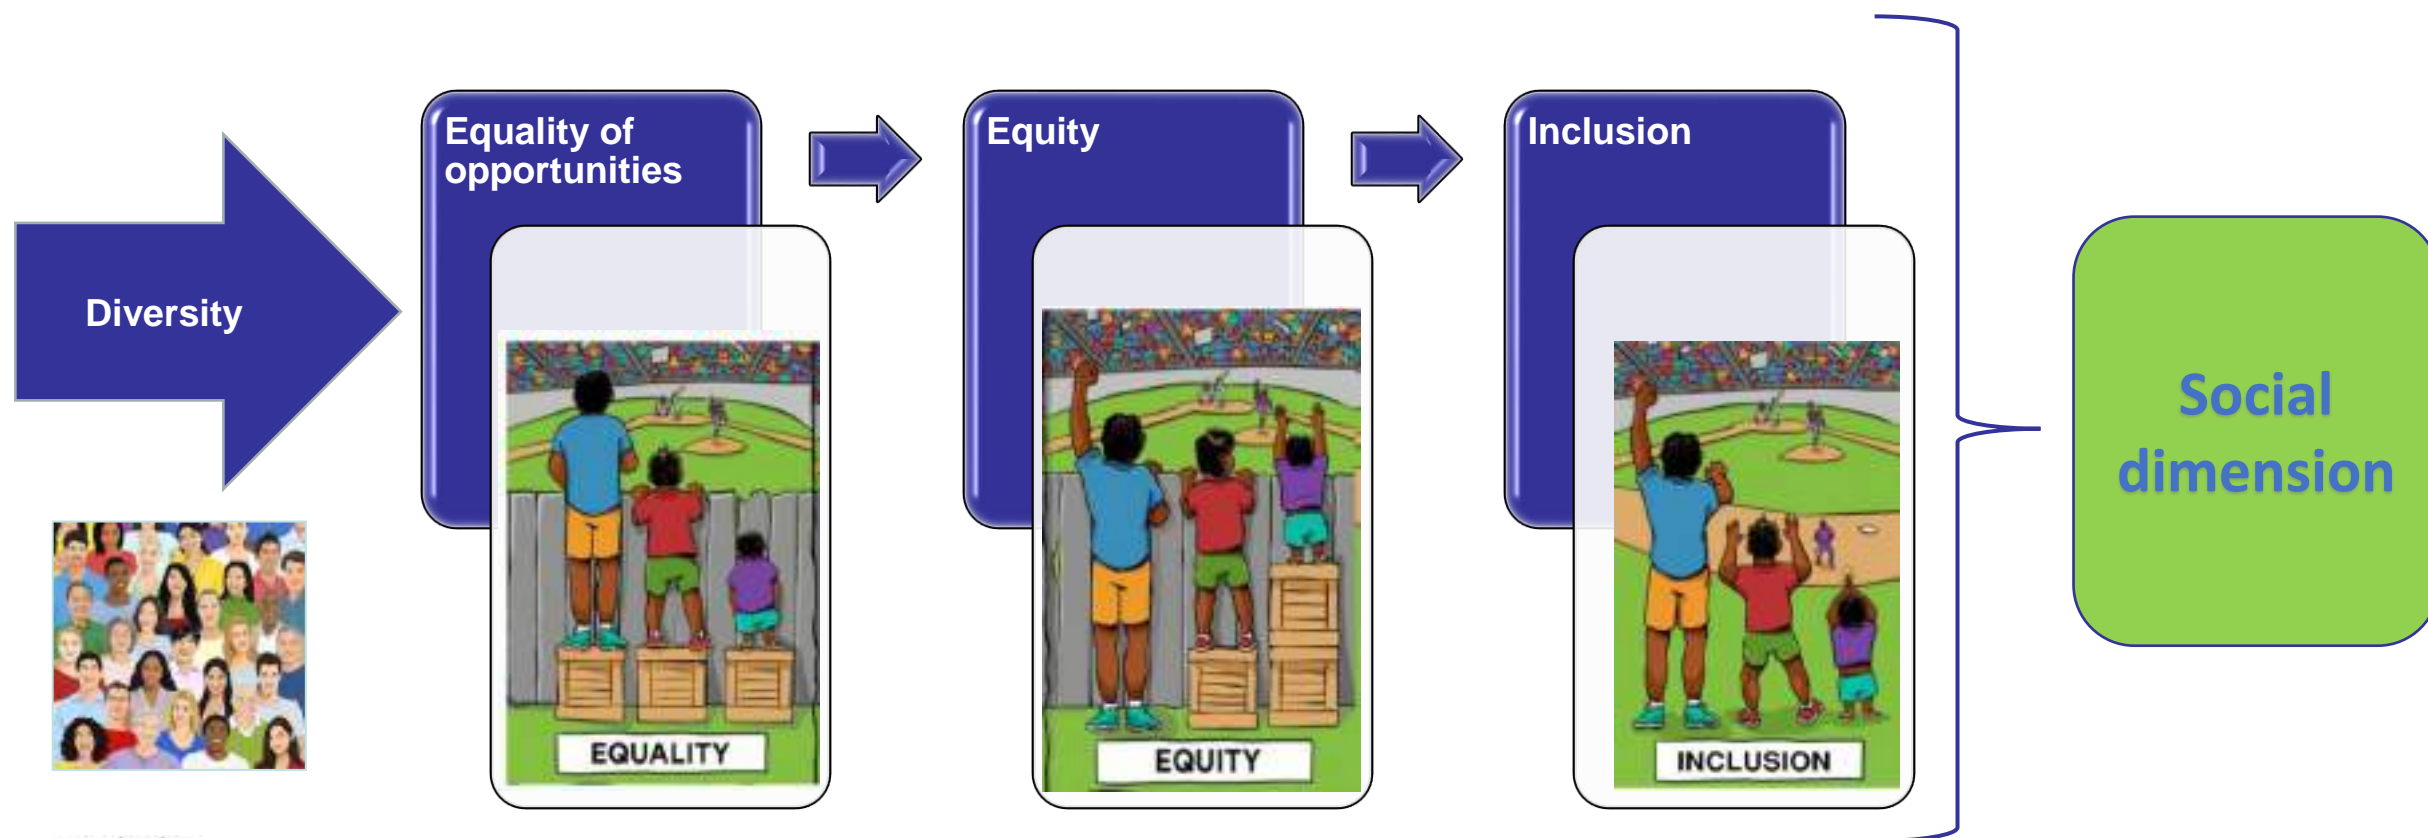 Diversity
Equality of
opportunities
EQUALITY
Equity
EQUITY
Inclusion
INCLUSION
Social
dimension